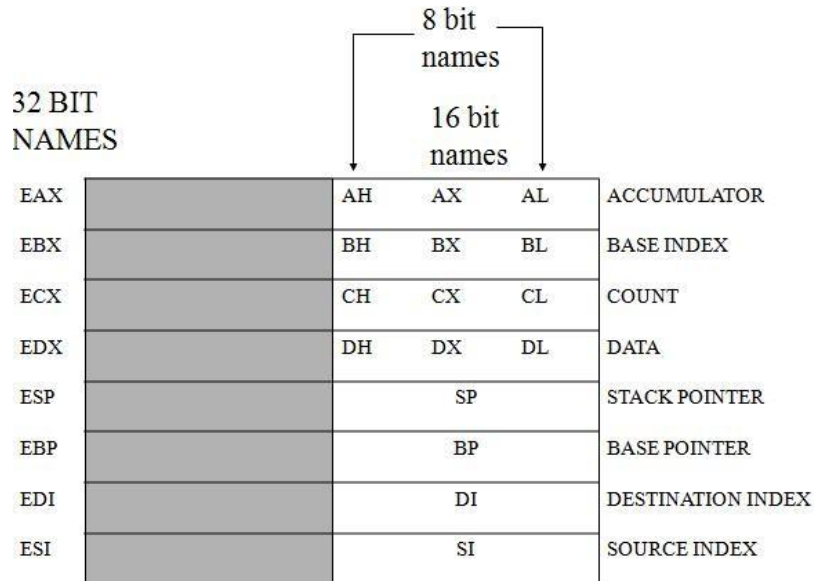 8 bit
names
32 BIT
NAMES
16 bit
names
EAX AH AX AL ACCUMULATOR
EBX BH BX BL BASE INDEX
ECX CH CX CL COUNT
EDX DH DX DL DATA
ESP SP STACK POINTER
EBP BP BASE POINTER
EDI DI DESTINATION INDEX
ESI SI SOURCE INDEX